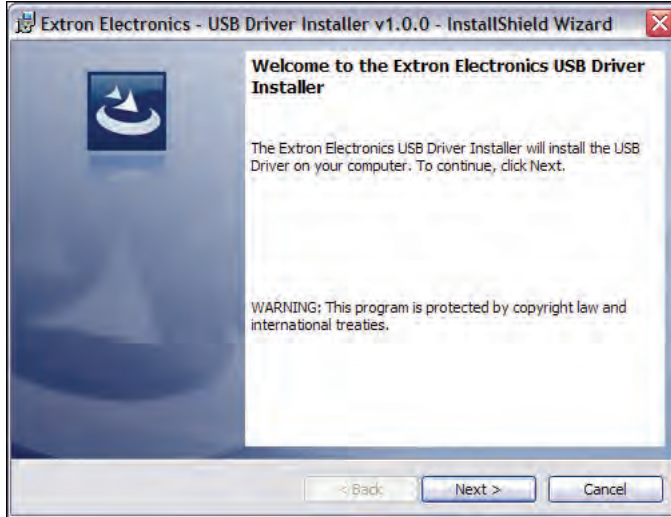 Extron Electronics - USB Driver Installer v1.0.0 - InstallShield Wizard
Welcome to the Extron Electronics USB Driver
Installer
The Extron Electronics USB Driver Installer will install the USB
Driver on your computer. To continue, click Next.
WARNING: This program is protected by copyright law and
international treaties.
< Back
Next >
Cancel